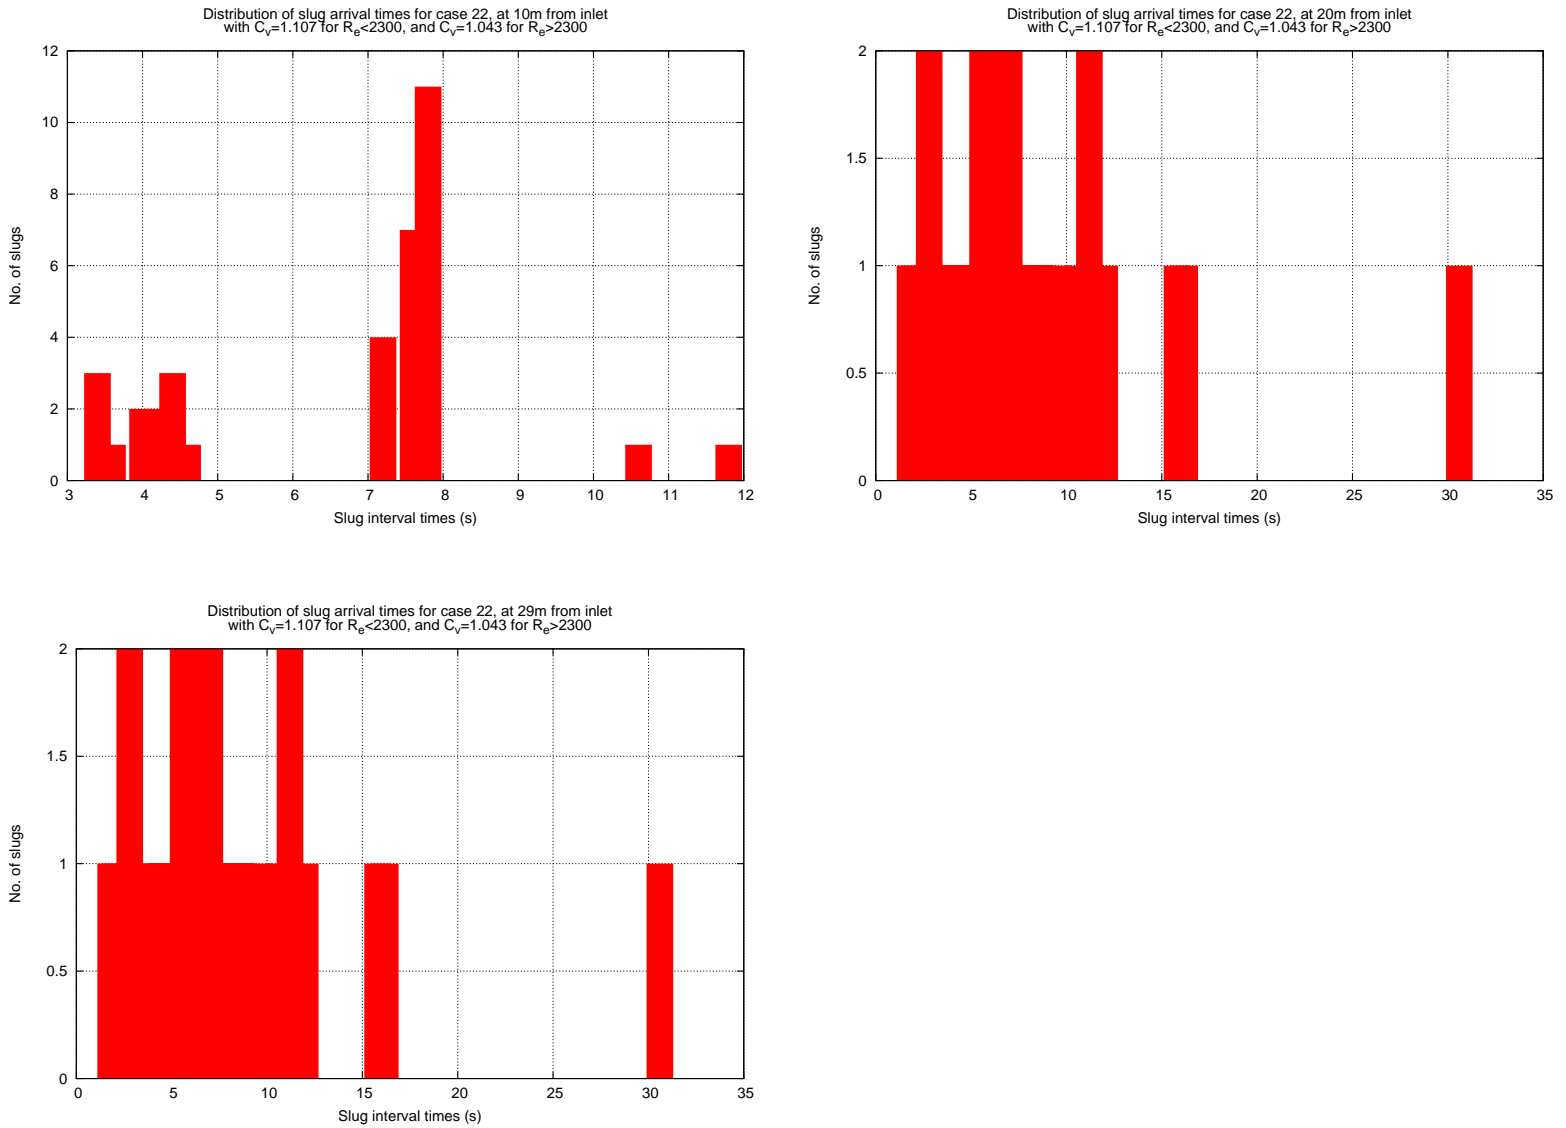 Distribution of slug arrival times for case 22, at 10m from inlet
with Cv=1.107 for Re<2300, and Cv=1.043 for Re>2300
12
10
8
6
4
2
0
No. of slugs
3 4 5 6 7 8 9 10 11 12
Slug interval times (s)
Distribution of slug arrival times for case 22, at 20m from inlet
with Cv=1.107 for Re<2300, and Cv=1.043 for Re>2300
2
1.5
1
0.5
0
No. of slugs
0 5 10 15 20 25 30 35
Slug interval times (s)
Distribution of slug arrival times for case 22, at 29m from inlet
with Cv=1.107 for Re<2300, and Cv=1.043 for Re>2300
2
1.5
1
0.5
0
No. of slugs
0 5 10 15 20 25 30 35
Slug interval times (s)